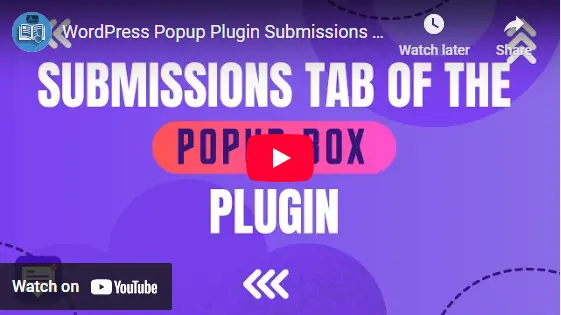 WordPress Popup Plugin Submissions ...
Watch later
Share
SUBMISSIONS TAB OF THE
POPUP BOX
PLUGIN
Watch on YouTube